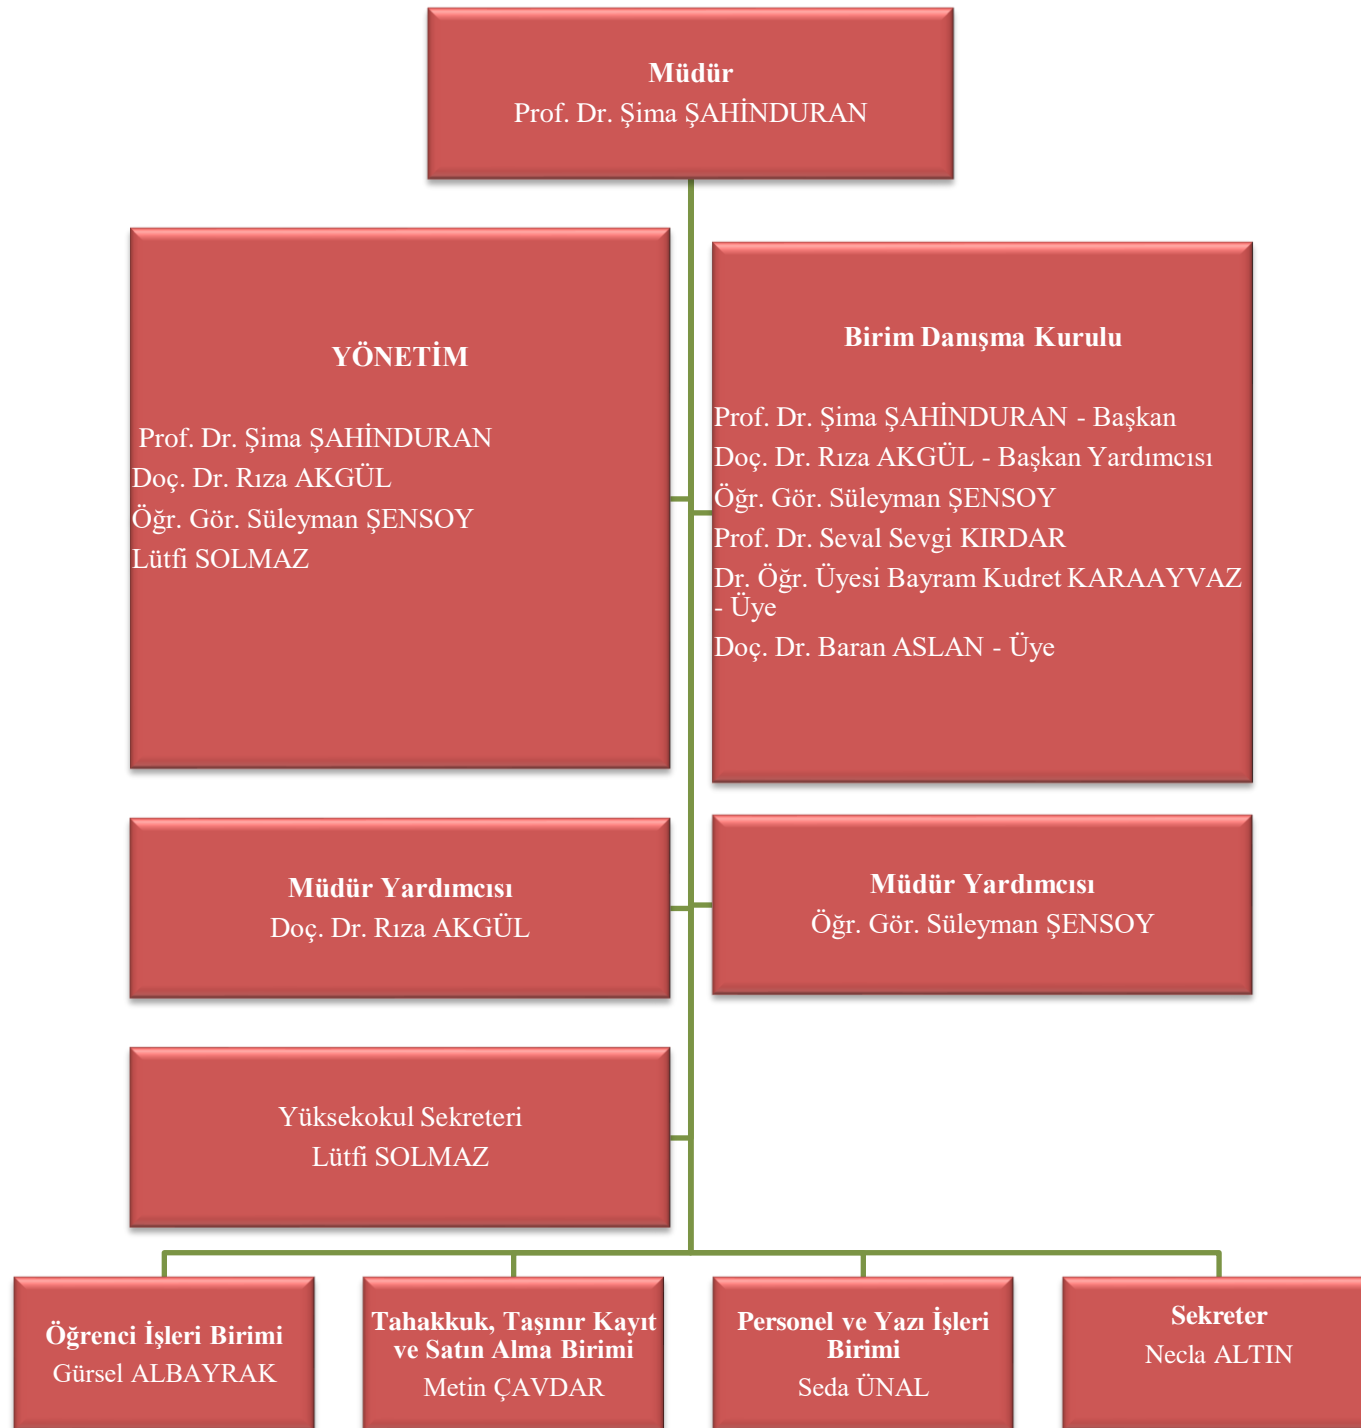 Müdür
Prof. Dr. Şima ŞAHİNDURAN
YÖNETİM
Prof. Dr. Şima ŞAHİNDURAN
Doç. Dr. Rıza AKGÜL
Öğr. Gör. Süleyman ŞENSOY
Lütfi SOLMAZ
Birim Danışma Kurulu
Prof. Dr. Şima ŞAHİNDURAN - Başkan
Doç. Dr. Rıza AKGÜL - Başkan Yardımcısı
Öğr. Gör. Süleyman ŞENSOY
Prof. Dr. Seval Sevgi KIRDAR
Dr. Öğr. Üyesi Bayram Kudret KARAAYVAZ
- Üye
Doç. Dr. Baran ASLAN - Üye
Müdür Yardımcısı
Doç. Dr. Rıza AKGÜL
Müdür Yardımcısı
Öğr. Gör. Süleyman ŞENSOY
Yüksekokul Sekreteri
Lütfi SOLMAZ
Öğrenci İşleri Birimi
Gürsel ALBAYRAK
Tahakkuk, Taşınır Kayıt
ve Satın Alma Birimi
Metin ÇAVDAR
Personel ve Yazı İşleri
Birimi
Seda ÜNAL
Sekreter
Necla ALTIN